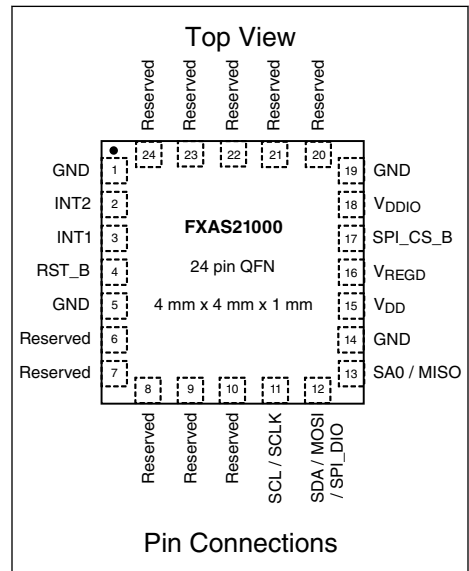 Top View
Reserved
Reserved
Reserved
Reserved
Reserved
24
23
22
21
20
GND
1
INT2
2
INT1
3
RST_B
4
GND
5
Reserved
6
Reserved
7
FXAS21000
24 pin QFN
4 mm x 4 mm x 1 mm
19
GND
18
VDDIO
17
SPI_CS_B
16
VREGD
15
VDD
14
GND
13
SA0 / MISO
8
9
10
11
12
Reserved
Reserved
Reserved
SCL / SCLK
SDA / MOSI
/ SPI_DIO
Pin Connections